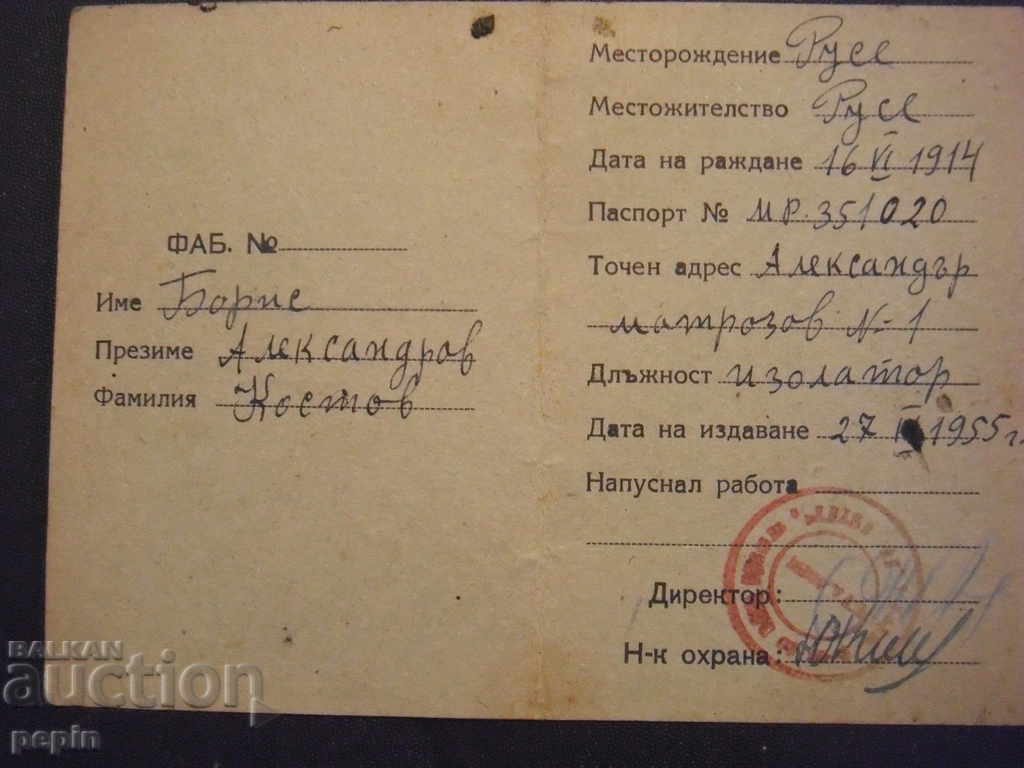 ФАБ. №
Име Борис
Презиме Александров
Фамилия Костов
Месторождение Русе
Местожителство Русе
Дата на раждане 16 VI 1914
Паспорт № МР. 351020
Точен адрес Александър
матрозов № 1
Длъжност изолатор
Дата на издаване 27 1955 г.
Напуснал работа
Директор:
Н-к охрана:
BALKAN
auction
pepin